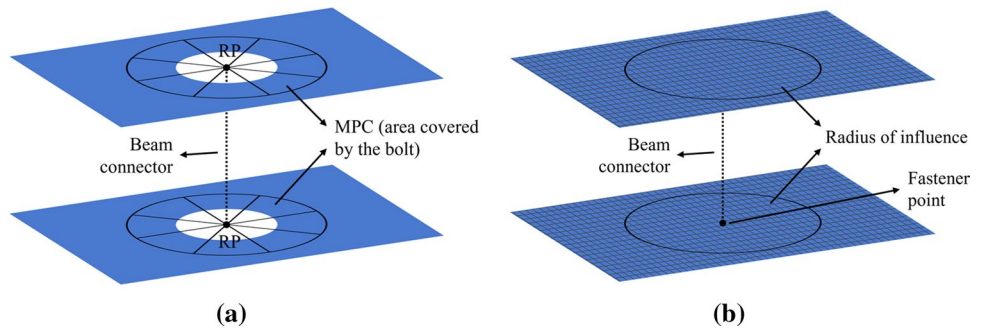 RP
MPC (area covered
by the bolt)
Beam
connector
RP
(a)
Beam
connector
Radius of influence
Fastener
point
(b)